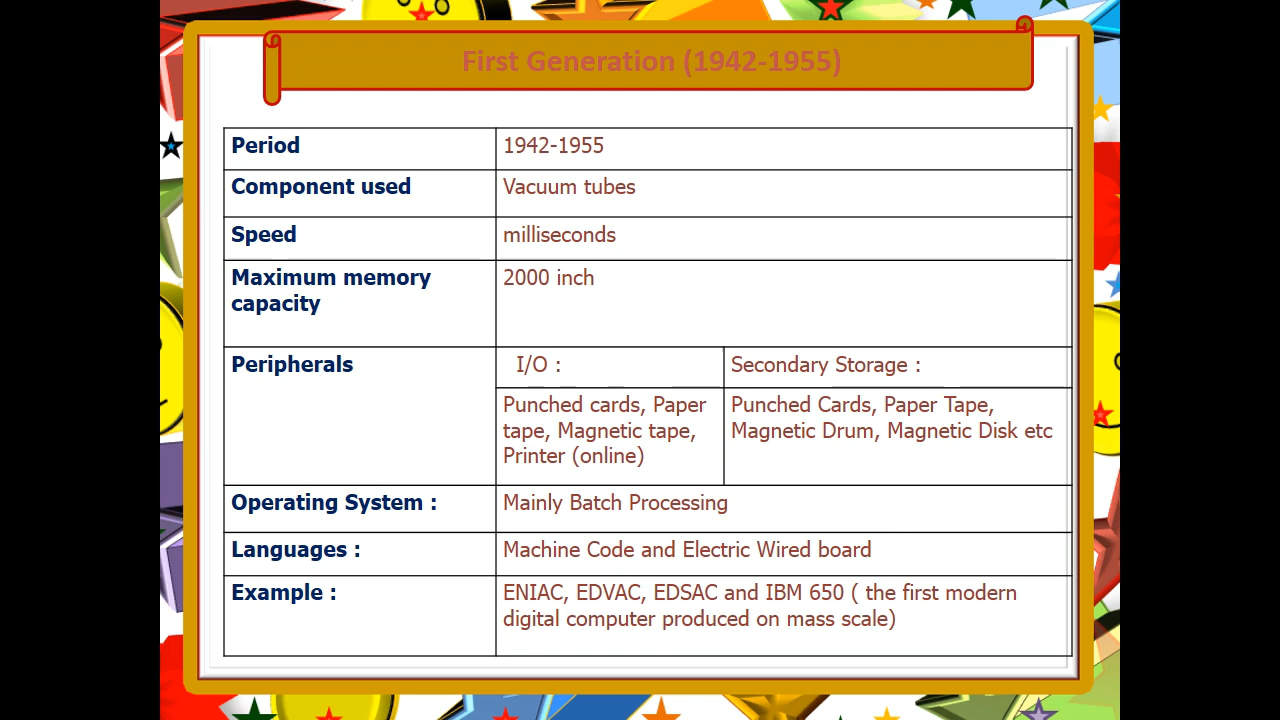 First Generation (1942-1955)
Period
1942-1955
Component used
Vacuum tubes
Speed
milliseconds
Maximum memory
capacity
2000 inch
Peripherals
I/O :
Secondary Storage :
Punched cards, Paper
tape, Magnetic tape,
Printer (online)
Punched Cards, Paper Tape,
Magnetic Drum, Magnetic Disk etc
Operating System :
Mainly Batch Processing
Languages :
Machine Code and Electric Wired board
Example :
ENIAC, EDVAC, EDSAC and IBM 650 ( the first modern
digital computer produced on mass scale)